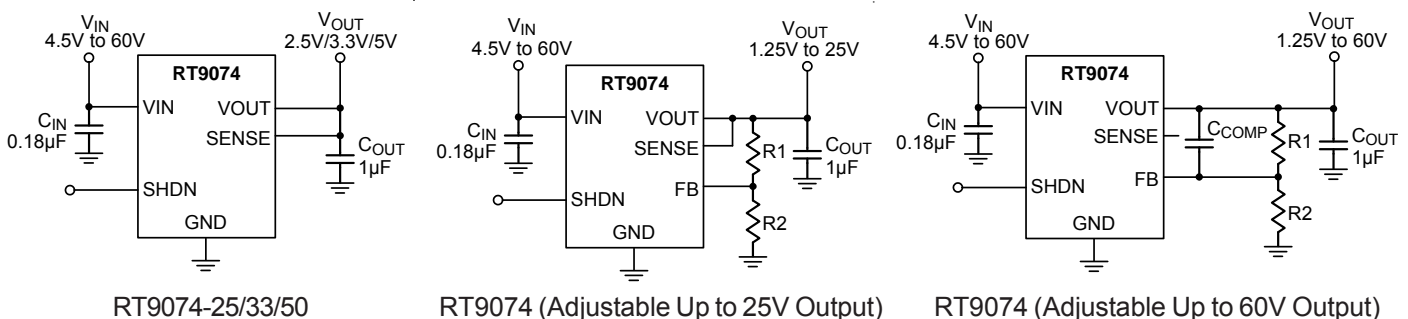 VIN
4.5V to 60V
VOUT
2.5V/3.3V/5V
RT9074
VIN
VOUT
SENSE
CIN
0.18µF
COUT
1µF
SHDN
GND
RT9074-25/33/50
VIN
4.5V to 60V
VOUT
1.25V to 25V
RT9074
VIN
VOUT
SENSE
CIN
0.18µF
R1
COUT
1µF
FB
SHDN
R2
GND
RT9074 (Adjustable Up to 25V Output)
VIN
4.5V to 60V
VOUT
1.25V to 60V
RT9074
VIN
VOUT
SENSE
CIN
0.18µF
CCOMP
R1
COUT
1µF
FB
SHDN
R2
GND
RT9074 (Adjustable Up to 60V Output)